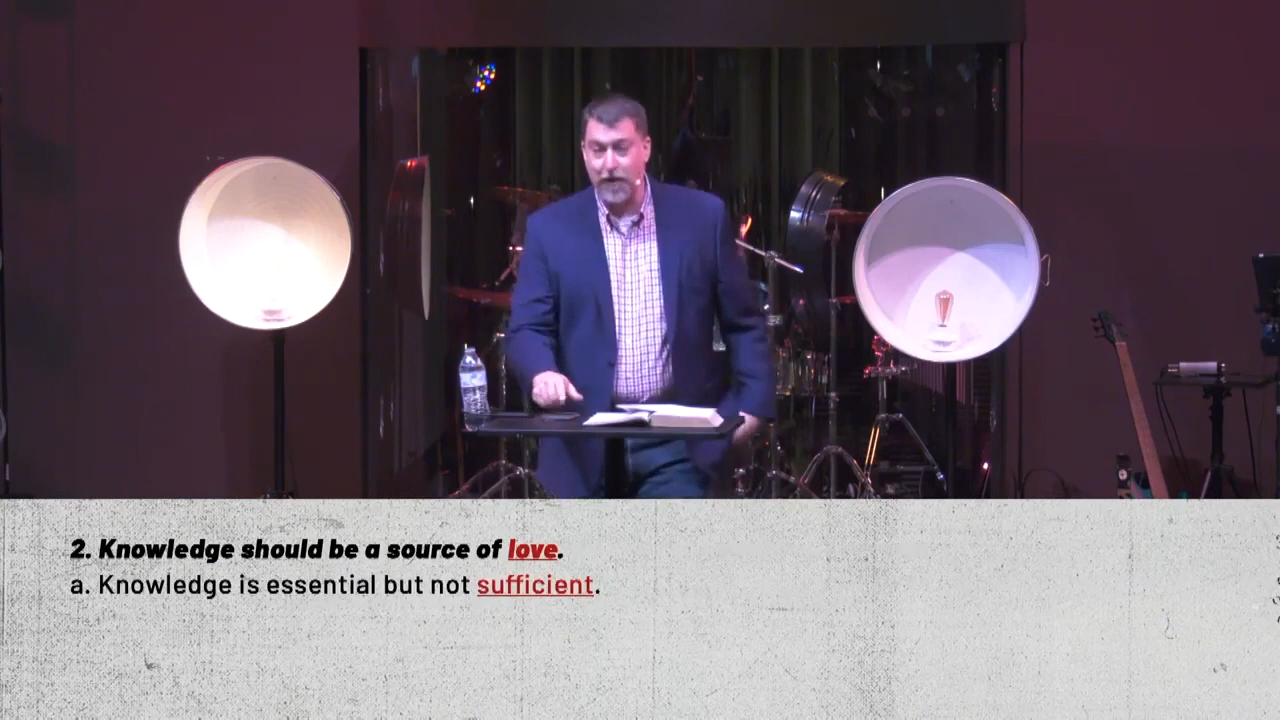 2. Knowledge should be a source of love.
a. Knowledge is essential but not sufficient.